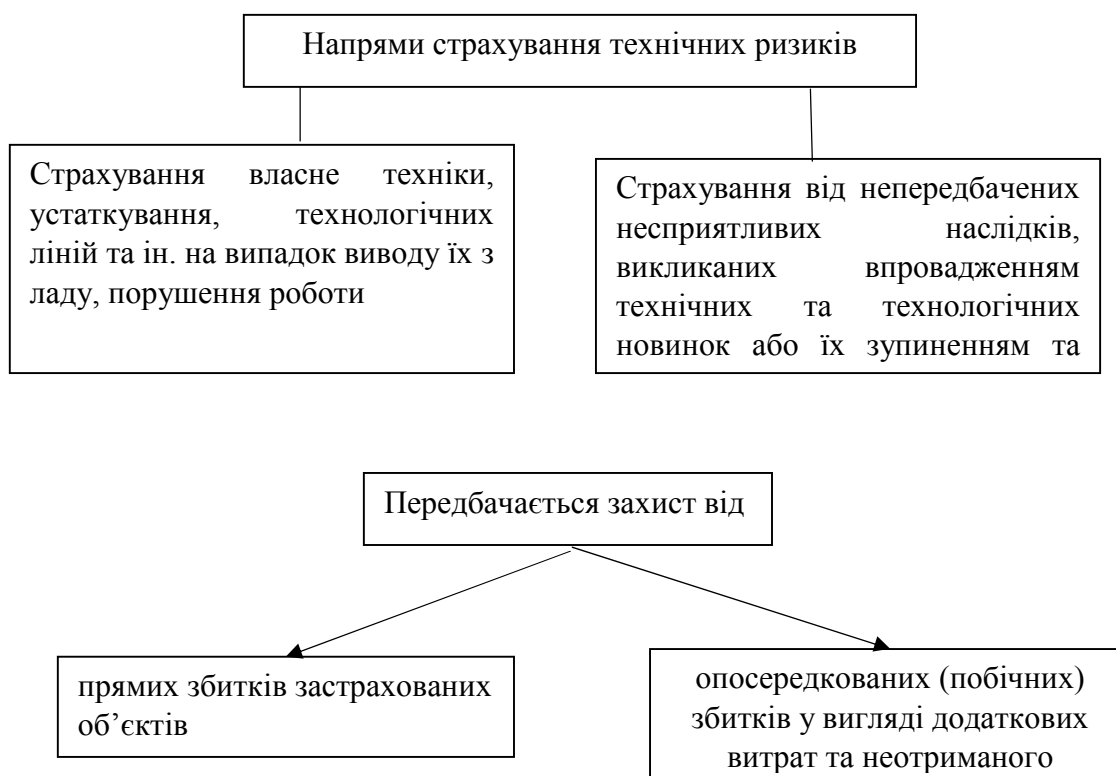 Напрями страхування технічних ризиків
Страхування власне техніки,
устаткування, технологічних
ліній та ін. на випадок виводу їх з
ладу, порушення роботи
Страхування від непередбачених
несприятливих наслідків,
викликаних впровадженням
технічних та технологічних
новинок або їх зупиненням та
Передбачається захист від
прямих збитків застрахованих
об’єктів
опосередкованих (побічних)
збитків у вигляді додаткових
витрат та неотриманого